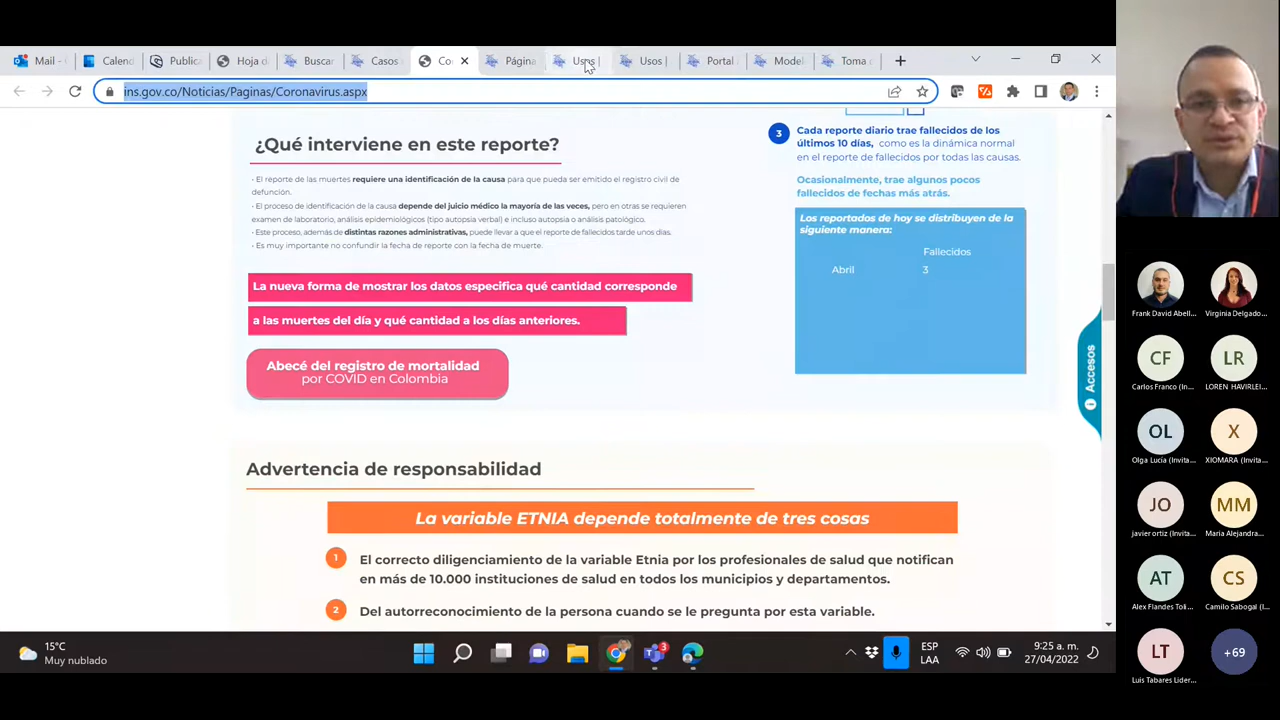 Mail -
Calend
Publica
Hoja d
Buscar
Casos
Co
Página
Usos |
Usos |
Portal
Model
Toma d
ins.gov.co/Noticias/Paginas/Coronavirus.aspx
¿Qué interviene en este reporte?
• El reporte de las muertes requiere una identificación de la causa para que pueda ser emitido el registro civil de
defunción.
• El proceso de identificación de la causa depende del juicio médico la mayoría de las veces, pero en otras se requieren
examen de laboratorio, análisis epidemiológicos (tipo autopsia verbal) e incluso autopsia o análisis patológico.
• Este proceso, además de distintas razones administrativas, puede llevar a que el reporte de fallecidos tarde unos días.
• Es muy importante no confundir la fecha de reporte con la fecha de muerte.
La nueva forma de mostrar los datos especifica qué cantidad corresponde
a las muertes del día y qué cantidad a los días anteriores.
Abecé del registro de mortalidad
por COVID en Colombia
3
Cada reporte diario trae fallecidos de los
últimos 10 días, como es la dinámica normal
en el reporte de fallecidos por todas las causas.
Ocasionalmente, trae algunos pocos
fallecidos de fechas más atrás.
Los reportados de hoy se distribuyen de la
siguiente manera:
Fallecidos
Abril 3
Accesos
Advertencia de responsabilidad
La variable ETNIA depende totalmente de tres cosas
1
El correcto diligenciamiento de la variable Etnia por los profesionales de salud que notifican
en más de 10.000 instituciones de salud en todos los municipios y departamentos.
2
Del autorreconocimiento de la persona cuando se le pregunta por esta variable.
15°C
Muy nublado
3
ESP
LAA
9:25 a. m.
27/04/2022
Frank David Abell...
Virginia Delgado...
CF
LR
Carlos Franco (In...
LOREN HAVIRLEI...
OL
X
Olga Lucía (Invita...
XIOMARA (Invita...
JO
MM
javier ortiz (Invita...
Maria Alejandra...
AT
CS
Alex Flandes Toli...
Camilo Sabogal (I...
LT
+69
Luis Tabares Lider...